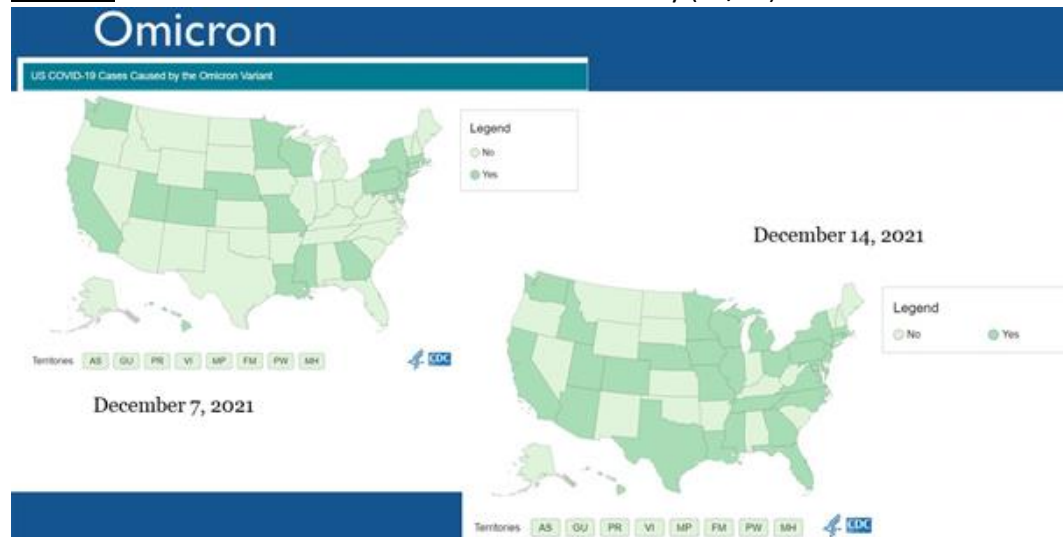 Omicron
US COVID-19 Cases Caused by the Omicron Variant
Legend
No
Yes
Territories AS GU PR VI MP FM PW MH
CDC
December 7, 2021
December 14, 2021
Legend
No Yes
Territories AS GU PR VI MP FM PW MH
CDC